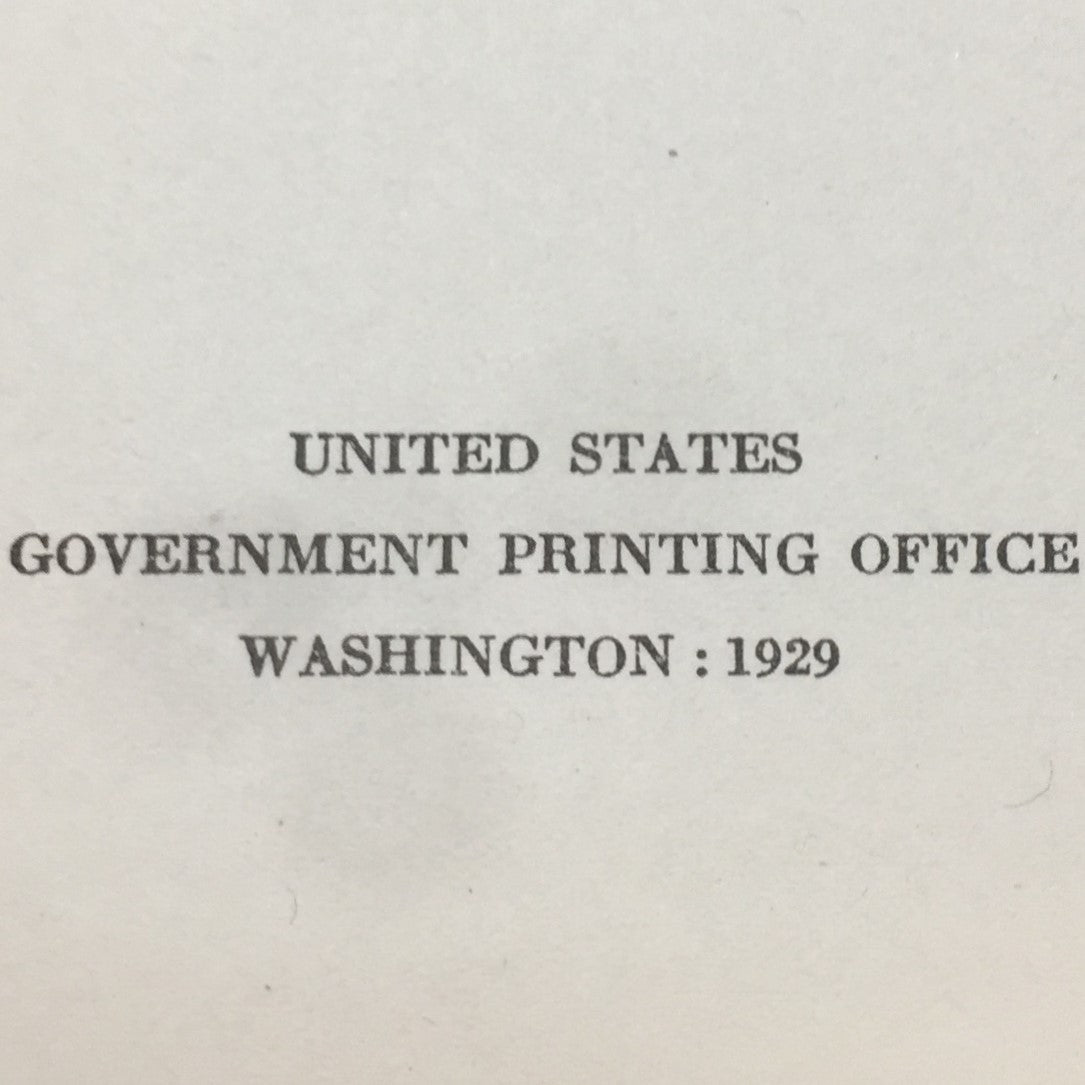 UNITED STATES
GOVERNMENT PRINTING OFFICE
WASHINGTON : 1929